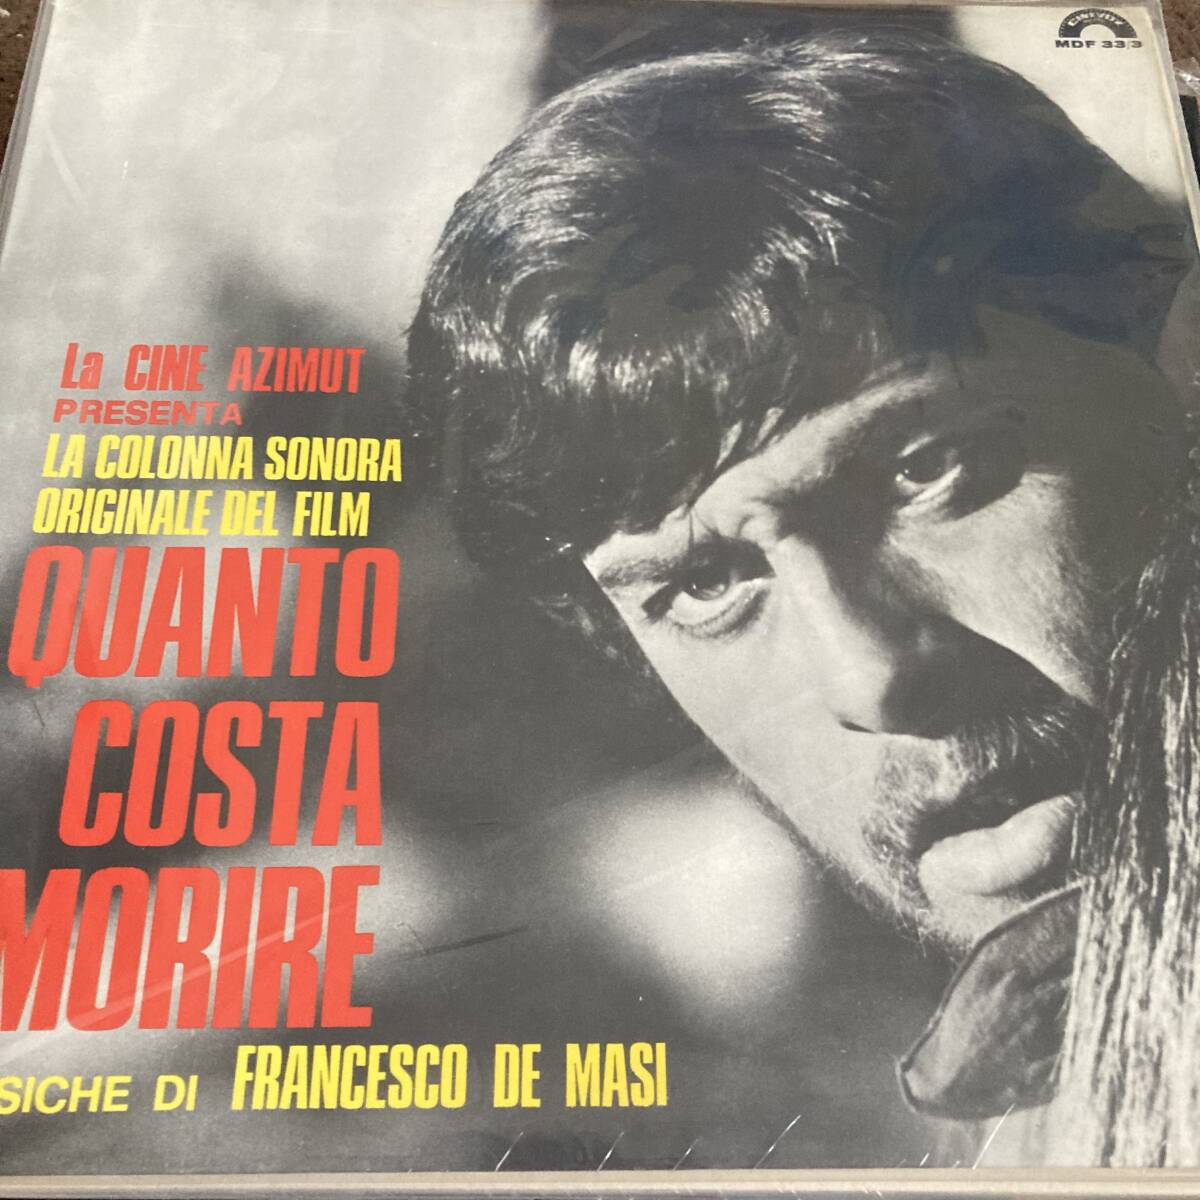 CINEVOX
MDF 33/3
La CINE AZIMUT
PRESENTA
LA COLONNA SONORA
ORIGINALE DEL FILM
QUANTO
COSTA
MORIRE
SICHE DI FRANCESCO DE MASI